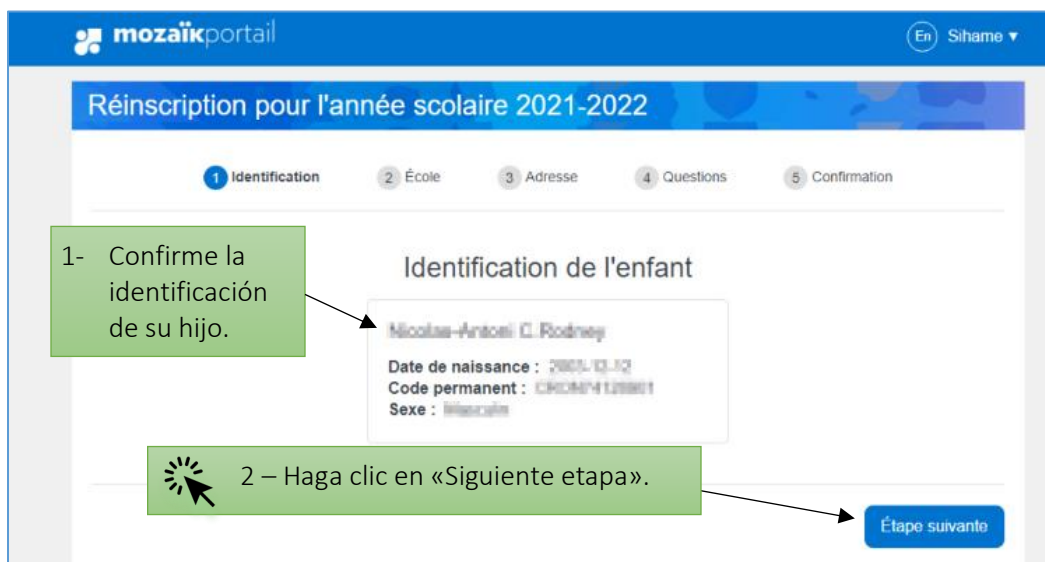 mozaïkportail
En Sihame ▼
Réinscription pour l'année scolaire 2021-2022
1 Identification 2 École 3 Adresse 4 Questions 5 Confirmation
1- Confirme la
identificación
de su hijo.
Identification de l'enfant
Date de naissance :
Code permanent :
Sexe :
2 – Haga clic en «Siguiente etapa».
Étape suivante